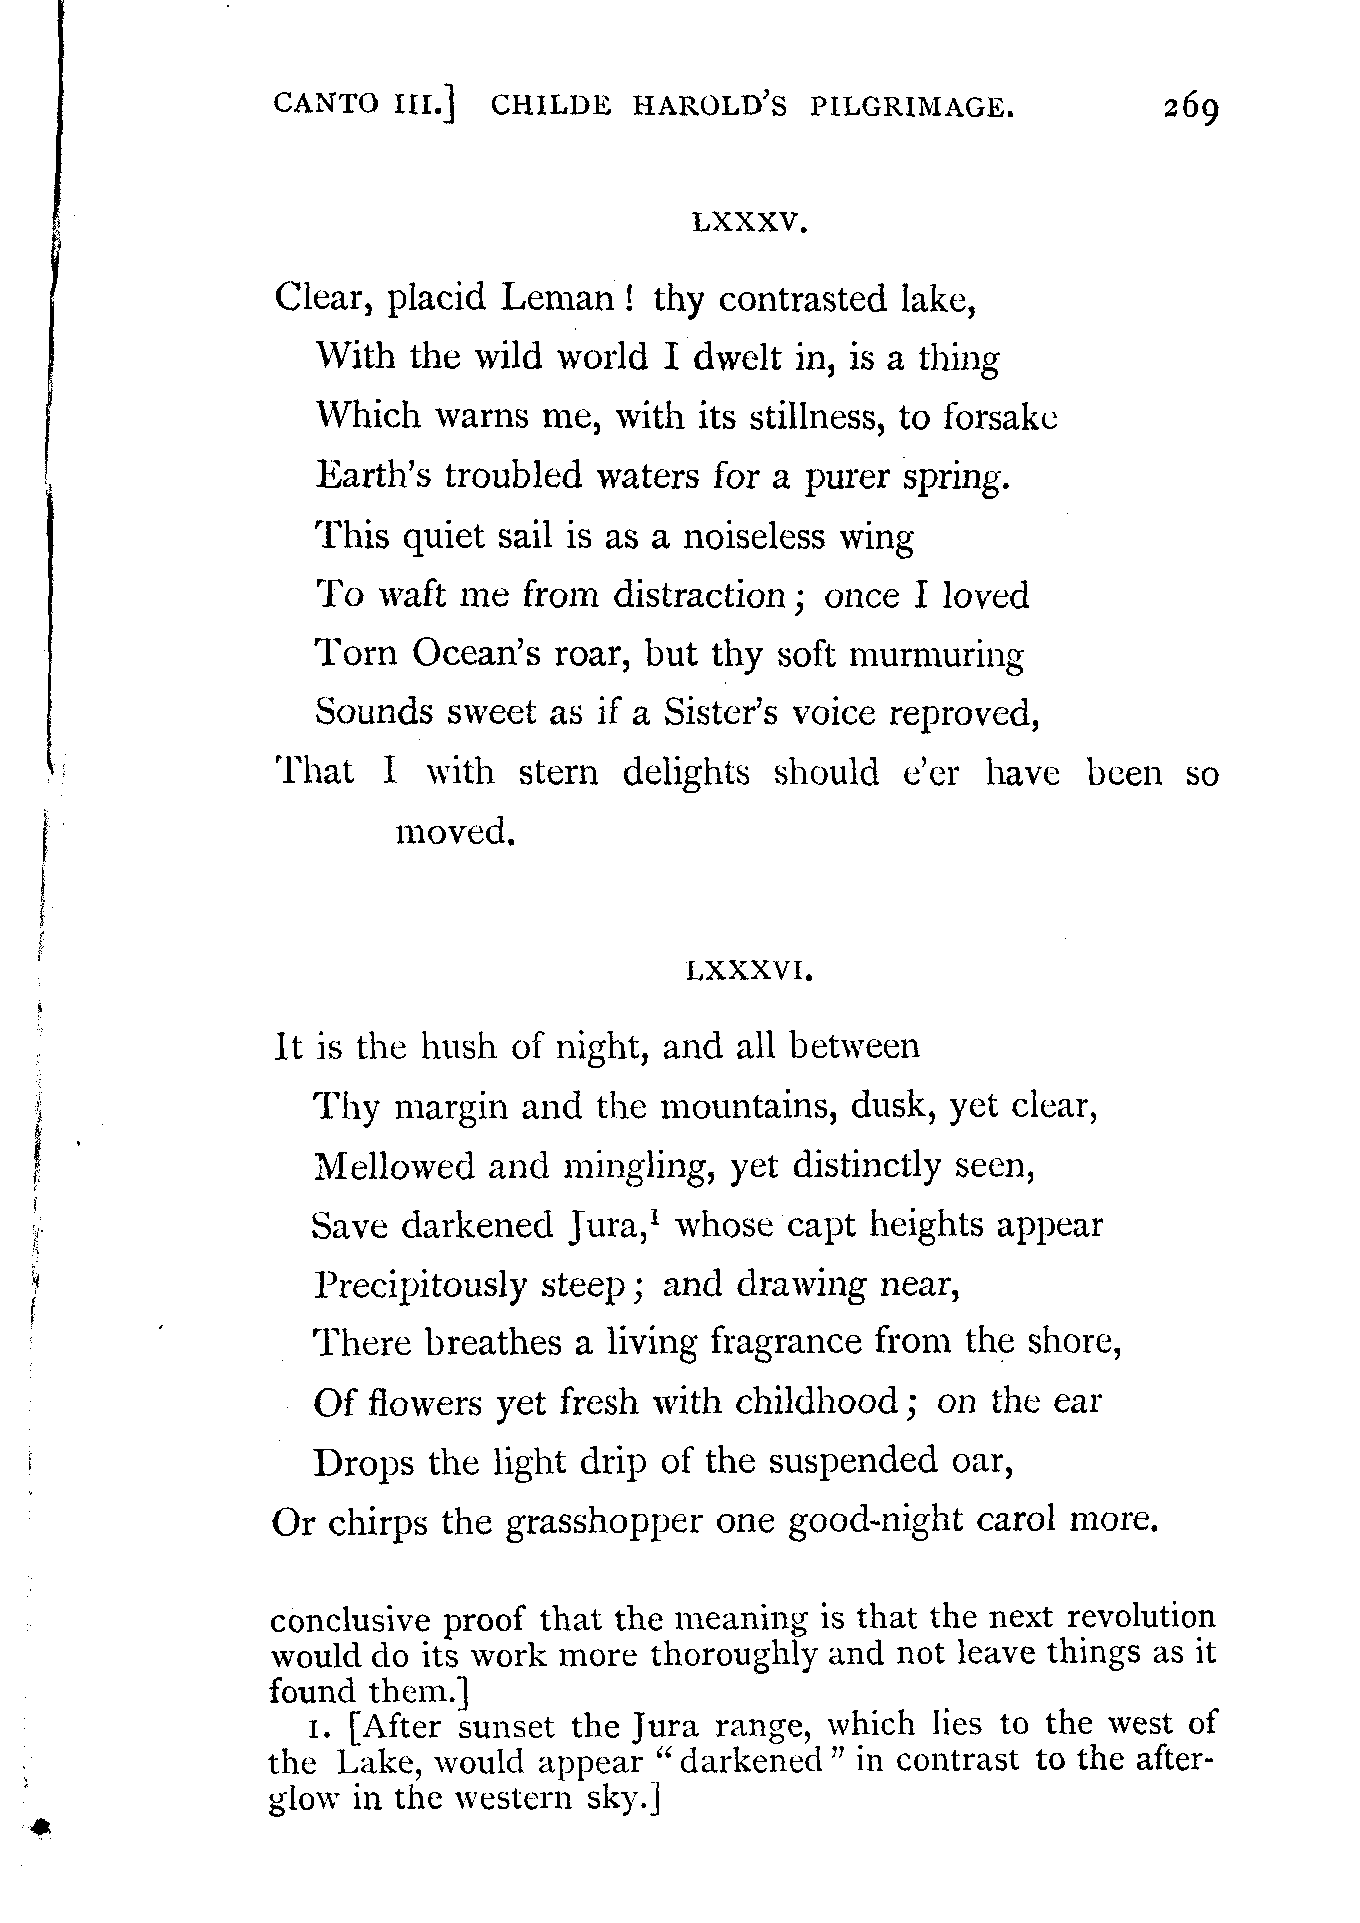 CANTO III.] CHILDE HAROLD'S PILGRIMAGE. 269
LXXXV.
Clear, placid Leman! thy contrasted lake,
With the wild world I dwelt in, is a thing
Which warns me, with its stillness, to forsake
Earth's troubled waters for a purer spring.
This quiet sail is as a noiseless wing
To waft me from distraction; once I loved
Torn Ocean's roar, but thy soft murmuring
Sounds sweet as if a Sister's voice reproved,
That I with stern delights should e'er have been so
moved.
LXXXVI.
It is the hush of night, and all between
Thy margin and the mountains, dusk, yet clear,
Mellowed and mingling, yet distinctly seen,
Save darkened Jura,¹ whose capt heights appear
Precipitously steep; and drawing near,
There breathes a living fragrance from the shore,
Of flowers yet fresh with childhood; on the ear
Drops the light drip of the suspended oar,
Or chirps the grasshopper one good-night carol more.
conclusive proof that the meaning is that the next revolution
would do its work more thoroughly and not leave things as it
found them.]
1. [After sunset the Jura range, which lies to the west of
the Lake, would appear "darkened" in contrast to the after-
glow in the western sky.]